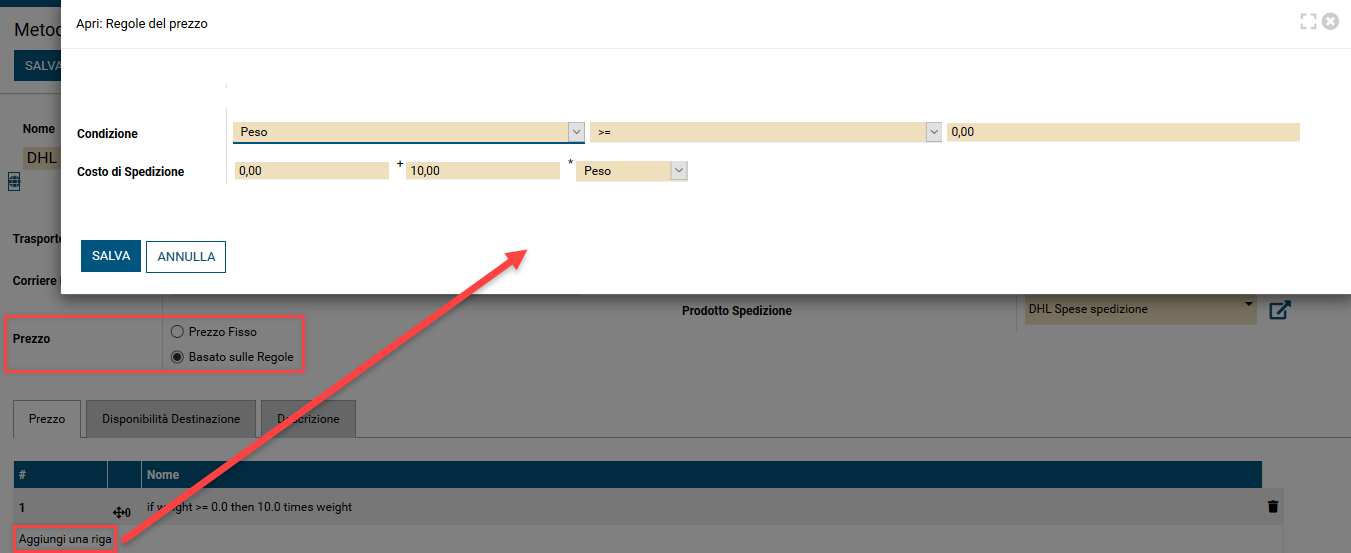 Apri: Regole del prezzo
Metod
SALVA
Nome
DHL
Condizione Peso >= 0,00
Costo di Spedizione 0,00 + 10,00 * Peso
SALVA ANNULLA
Trasporto
Corriere
Prodotto Spedizione DHL Spese spedizione
Prezzo
Prezzo Fisso
Basato sulle Regole
Prezzo Disponibilità Destinazione Descrizione
# Nome
1 0 if weight >= 0.0 then 10.0 times weight
Aggiungi una riga